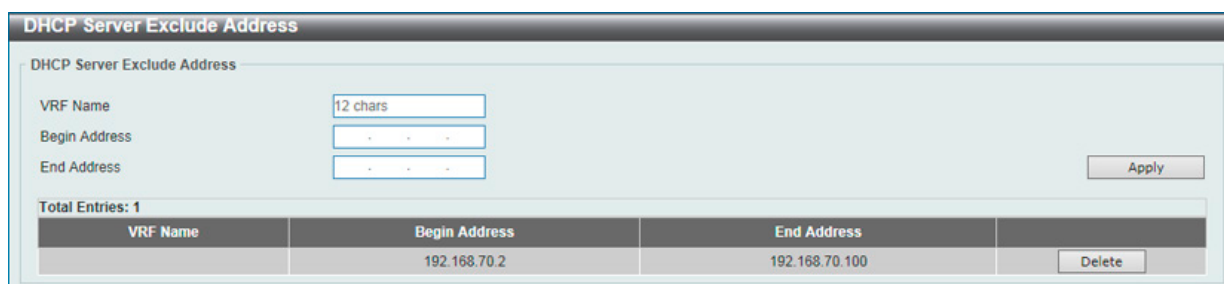 DHCP Server Exclude Address
DHCP Server Exclude Address
VRF Name 12 chars
Begin Address . . .
End Address . . . Apply
Total Entries: 1
VRF Name Begin Address End Address
192.168.70.2 192.168.70.100 Delete